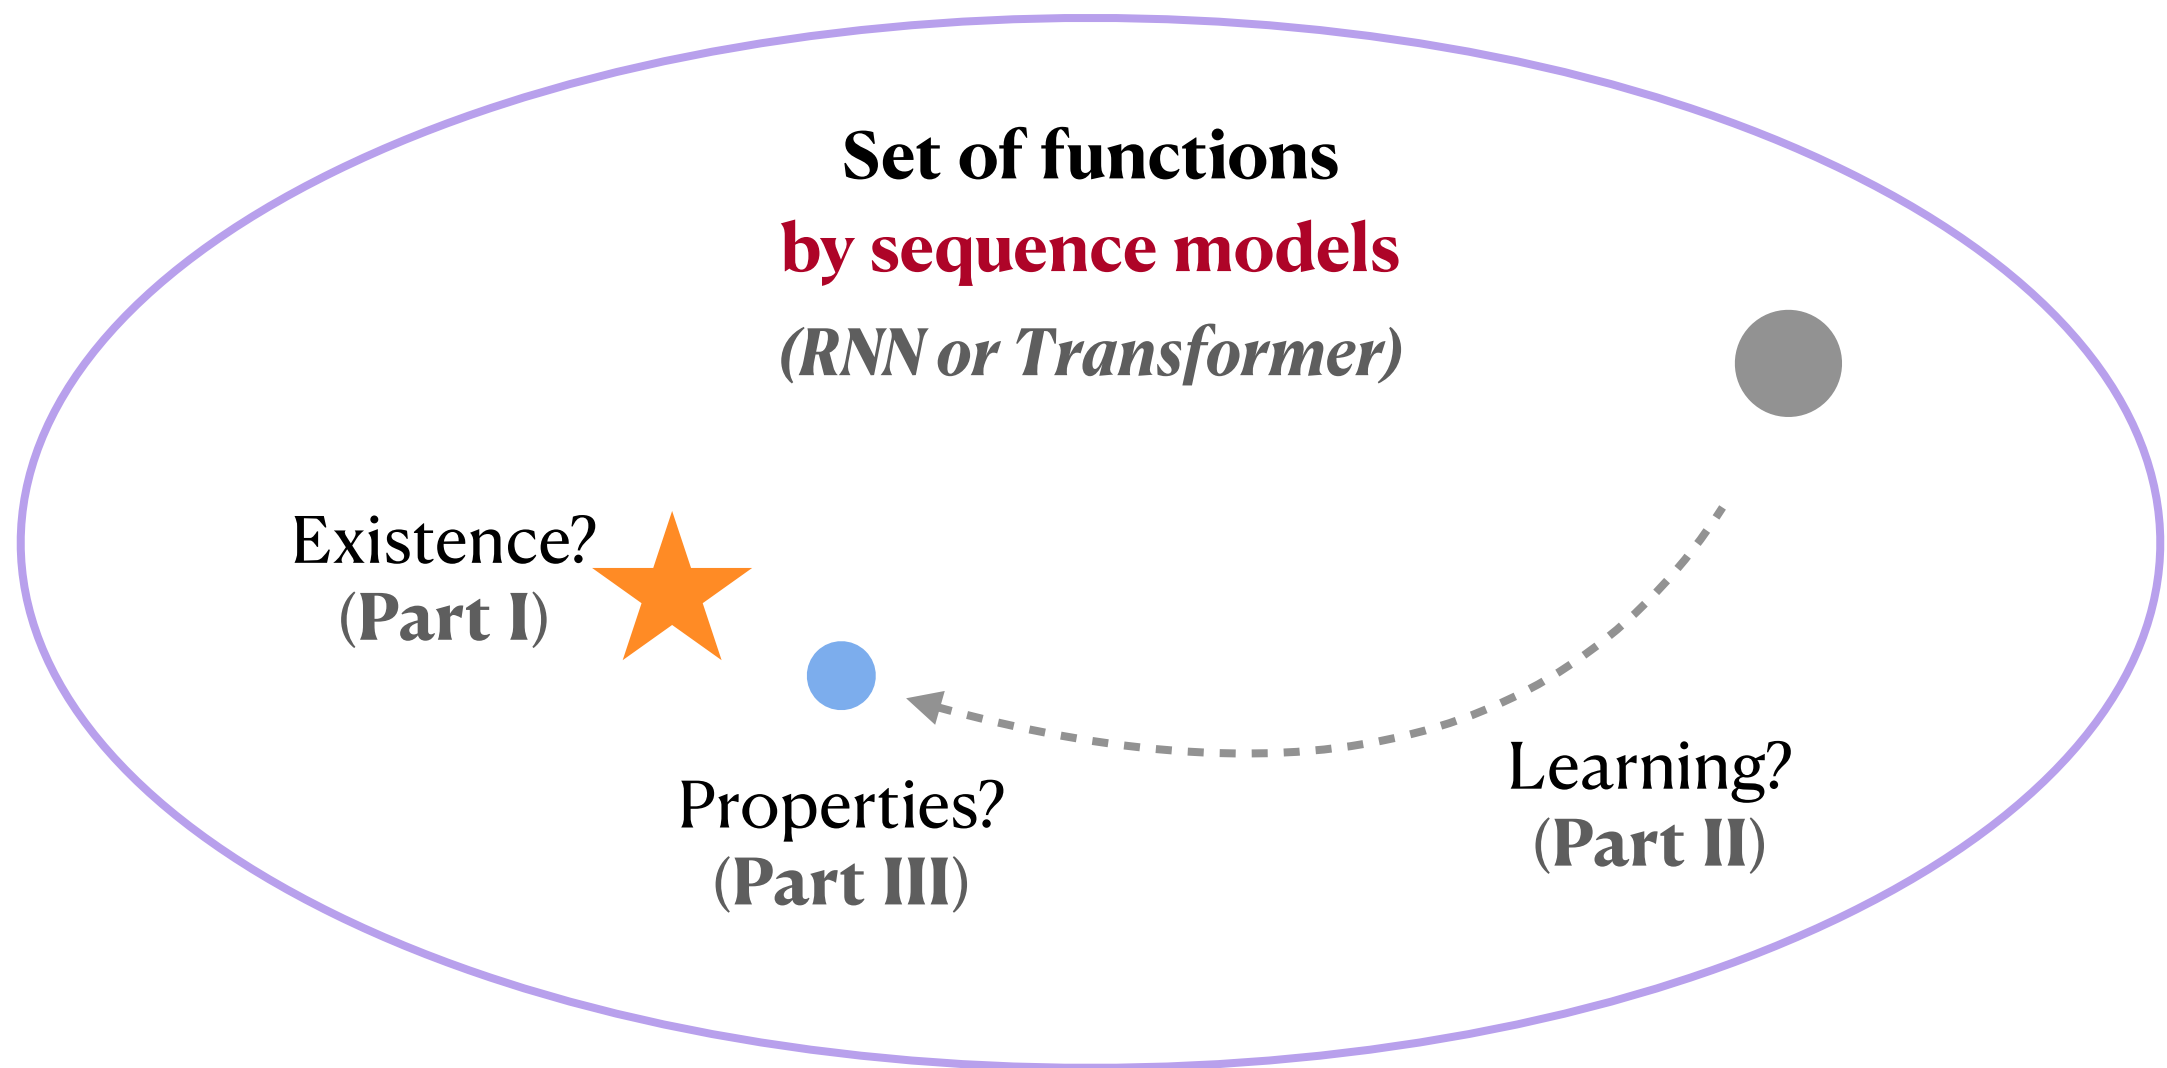 Set of functions
by sequence models
(RNN or Transformer)
Existence?
(Part I)
Properties?
(Part III)
Learning?
(Part II)